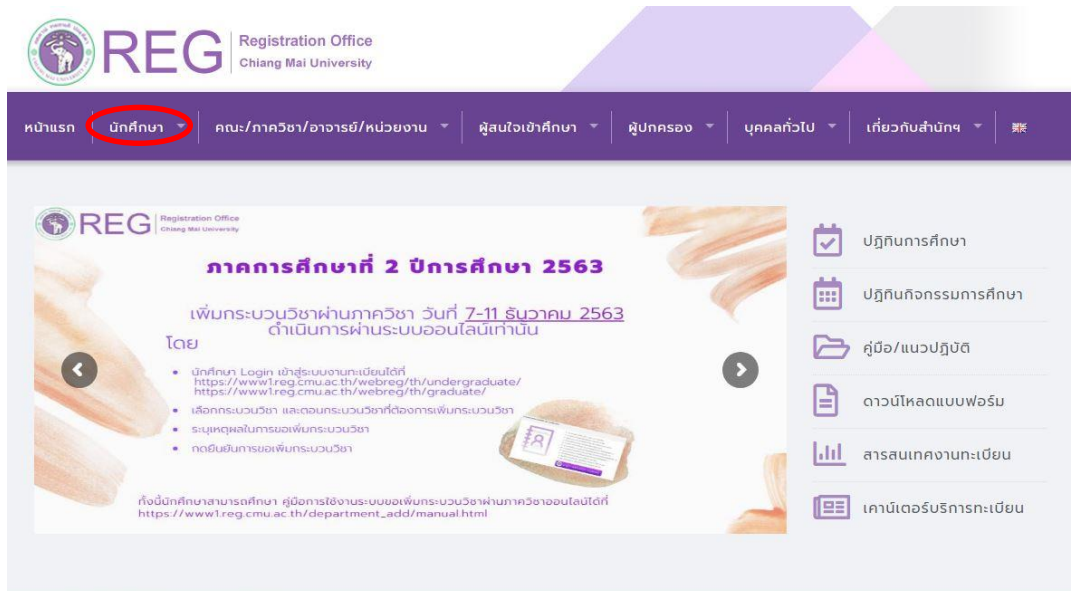 REG
Registration Office
Chiang Mai University
หน้าแรก นักศึกษา คณะ/ภาควิชา/อาจารย์/หน่วยงาน ผู้สนใจเข้าศึกษา ผู้ปกครอง บุคคลทั่วไป เกี่ยวกับสำนักฯ
REG
Registration Office
Chiang Mai University
ภาคการศึกษาที่ 2 ปีการศึกษา 2563
เพิ่มกระบวนวิชาผ่านภาควิชา วันที่ 7-11 ธันวาคม 2563
ดำเนินการผ่านระบบออนไลน์เท่านั้น
โดย
• นักศึกษา Login เข้าสู่ระบบงานทะเบียนได้ที่
https://www1.reg.cmu.ac.th/webreg/th/undergraduate/
https://www1.reg.cmu.ac.th/webreg/th/graduate/
• เลือกกระบวนวิชา และตอนกระบวนวิชาที่ต้องการเพิ่มกระบวนวิชา
• ระบุเหตุผลในการขอเพิ่มกระบวนวิชา
• กดยืนยันการขอเพิ่มกระบวนวิชา
ทั้งนี้นักศึกษาสามารถศึกษา คู่มือการใช้งานระบบขอเพิ่มกระบวนวิชาผ่านภาควิชาออนไลน์ได้ที่
https://www1.reg.cmu.ac.th/department_add/manual.html
ปฏิทินการศึกษา
ปฏิทินกิจกรรมการศึกษา
คู่มือ/แนวปฏิบัติ
ดาวน์โหลดแบบฟอร์ม
สารสนเทศงานทะเบียน
เคาน์เตอร์บริการทะเบียน